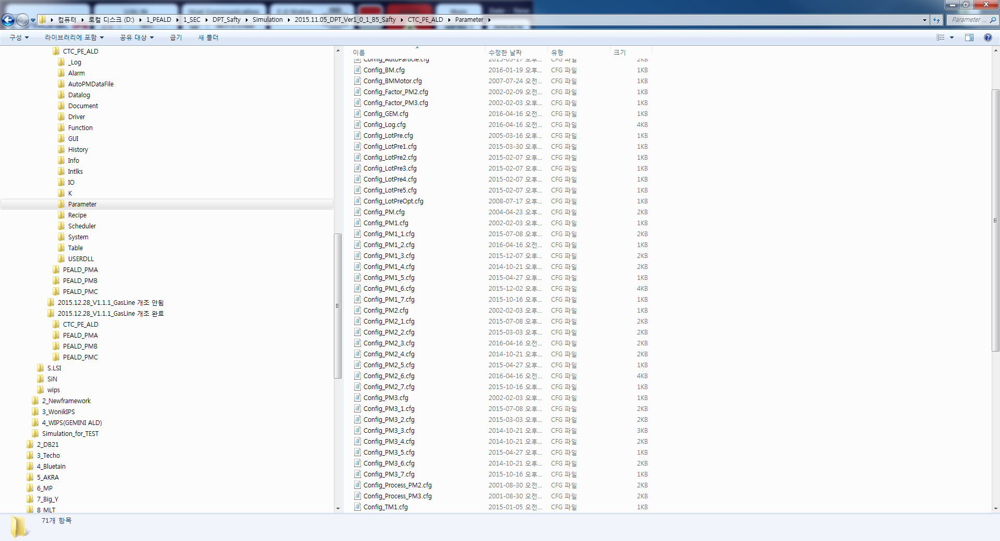 컴퓨터 로컬 디스크 (D:) 1_PEALD 1_SEC DPT_Safty Simulation 2015.11.05_DPT_Ver1_0_1_B5_Safty CTC_PE_ALD Parameter
Parameter ...
구성 라이브러리에 포함 공유 대상 굽기 새 폴더
CTC_PE_ALD
_Log
Alarm
AutoPMDataFile
Datalog
Document
Driver
Function
GUI
History
Info
Intlks
IO
K
Parameter
Recipe
Scheduler
System
Table
USERDLL
PEALD_PMA
PEALD_PMB
PEALD_PMC
2015.12.28_V1.1.1_GasLine 개조 안됨
2015.12.28_V1.1.1_GasLine 개조 완료
CTC_PE_ALD
PEALD_PMA
PEALD_PMB
PEALD_PMC
S.LSI
SiN
wips
2_Newframework
3_WonikIPS
4_WIPS(GEMINI ALD)
Simulation_for_TEST
2_DB21
3_Techo
4_Bluetain
5_AKRA
6_MP
7_Big_Y
8_MLT
이름 수정한 날짜 유형 크기
Config_AutoParticle.cfg 2015-03-17 오후... CFG 파일 2KB
Config_BM.cfg 2016-01-19 오후... CFG 파일 1KB
Config_BMMotor.cfg 2007-07-24 오전... CFG 파일 1KB
Config_Factor_PM2.cfg 2002-02-09 오전... CFG 파일 1KB
Config_Factor_PM3.cfg 2002-02-03 오후... CFG 파일 1KB
Config_GEM.cfg 2016-04-16 오전... CFG 파일 1KB
Config_Log.cfg 2016-04-16 오전... CFG 파일 4KB
Config_LotPre.cfg 2005-03-16 오후... CFG 파일 1KB
Config_LotPre1.cfg 2015-03-30 오후... CFG 파일 1KB
Config_LotPre2.cfg 2015-02-07 오후... CFG 파일 1KB
Config_LotPre3.cfg 2015-02-07 오후... CFG 파일 1KB
Config_LotPre4.cfg 2015-02-07 오후... CFG 파일 1KB
Config_LotPre5.cfg 2015-02-07 오후... CFG 파일 1KB
Config_LotPreOpt.cfg 2008-07-17 오후... CFG 파일 1KB
Config_PM.cfg 2004-04-23 오후... CFG 파일 2KB
Config_PM1.cfg 2002-02-03 오후... CFG 파일 1KB
Config_PM1_1.cfg 2015-07-08 오후... CFG 파일 2KB
Config_PM1_2.cfg 2016-04-16 오전... CFG 파일 1KB
Config_PM1_3.cfg 2015-12-07 오후... CFG 파일 2KB
Config_PM1_4.cfg 2014-10-21 오후... CFG 파일 2KB
Config_PM1_5.cfg 2015-04-27 오후... CFG 파일 1KB
Config_PM1_6.cfg 2015-12-02 오후... CFG 파일 4KB
Config_PM1_7.cfg 2015-10-16 오후... CFG 파일 1KB
Config_PM2.cfg 2002-02-03 오후... CFG 파일 1KB
Config_PM2_1.cfg 2015-07-08 오후... CFG 파일 2KB
Config_PM2_2.cfg 2015-03-03 오후... CFG 파일 2KB
Config_PM2_3.cfg 2016-04-16 오전... CFG 파일 2KB
Config_PM2_4.cfg 2014-10-21 오후... CFG 파일 2KB
Config_PM2_5.cfg 2015-04-27 오후... CFG 파일 1KB
Config_PM2_6.cfg 2016-04-16 오전... CFG 파일 4KB
Config_PM2_7.cfg 2015-10-16 오후... CFG 파일 1KB
Config_PM3.cfg 2002-02-03 오후... CFG 파일 1KB
Config_PM3_1.cfg 2015-07-08 오후... CFG 파일 2KB
Config_PM3_2.cfg 2015-03-03 오후... CFG 파일 2KB
Config_PM3_3.cfg 2014-10-21 오후... CFG 파일 3KB
Config_PM3_4.cfg 2014-10-21 오후... CFG 파일 2KB
Config_PM3_5.cfg 2015-04-27 오후... CFG 파일 1KB
Config_PM3_6.cfg 2014-10-21 오후... CFG 파일 2KB
Config_PM3_7.cfg 2015-10-16 오후... CFG 파일 1KB
Config_Process_PM2.cfg 2001-08-30 오전... CFG 파일 2KB
Config_Process_PM3.cfg 2001-08-30 오전... CFG 파일 2KB
Config_TM1.cfg 2015-01-05 오전... CFG 파일 1KB
71개 항목